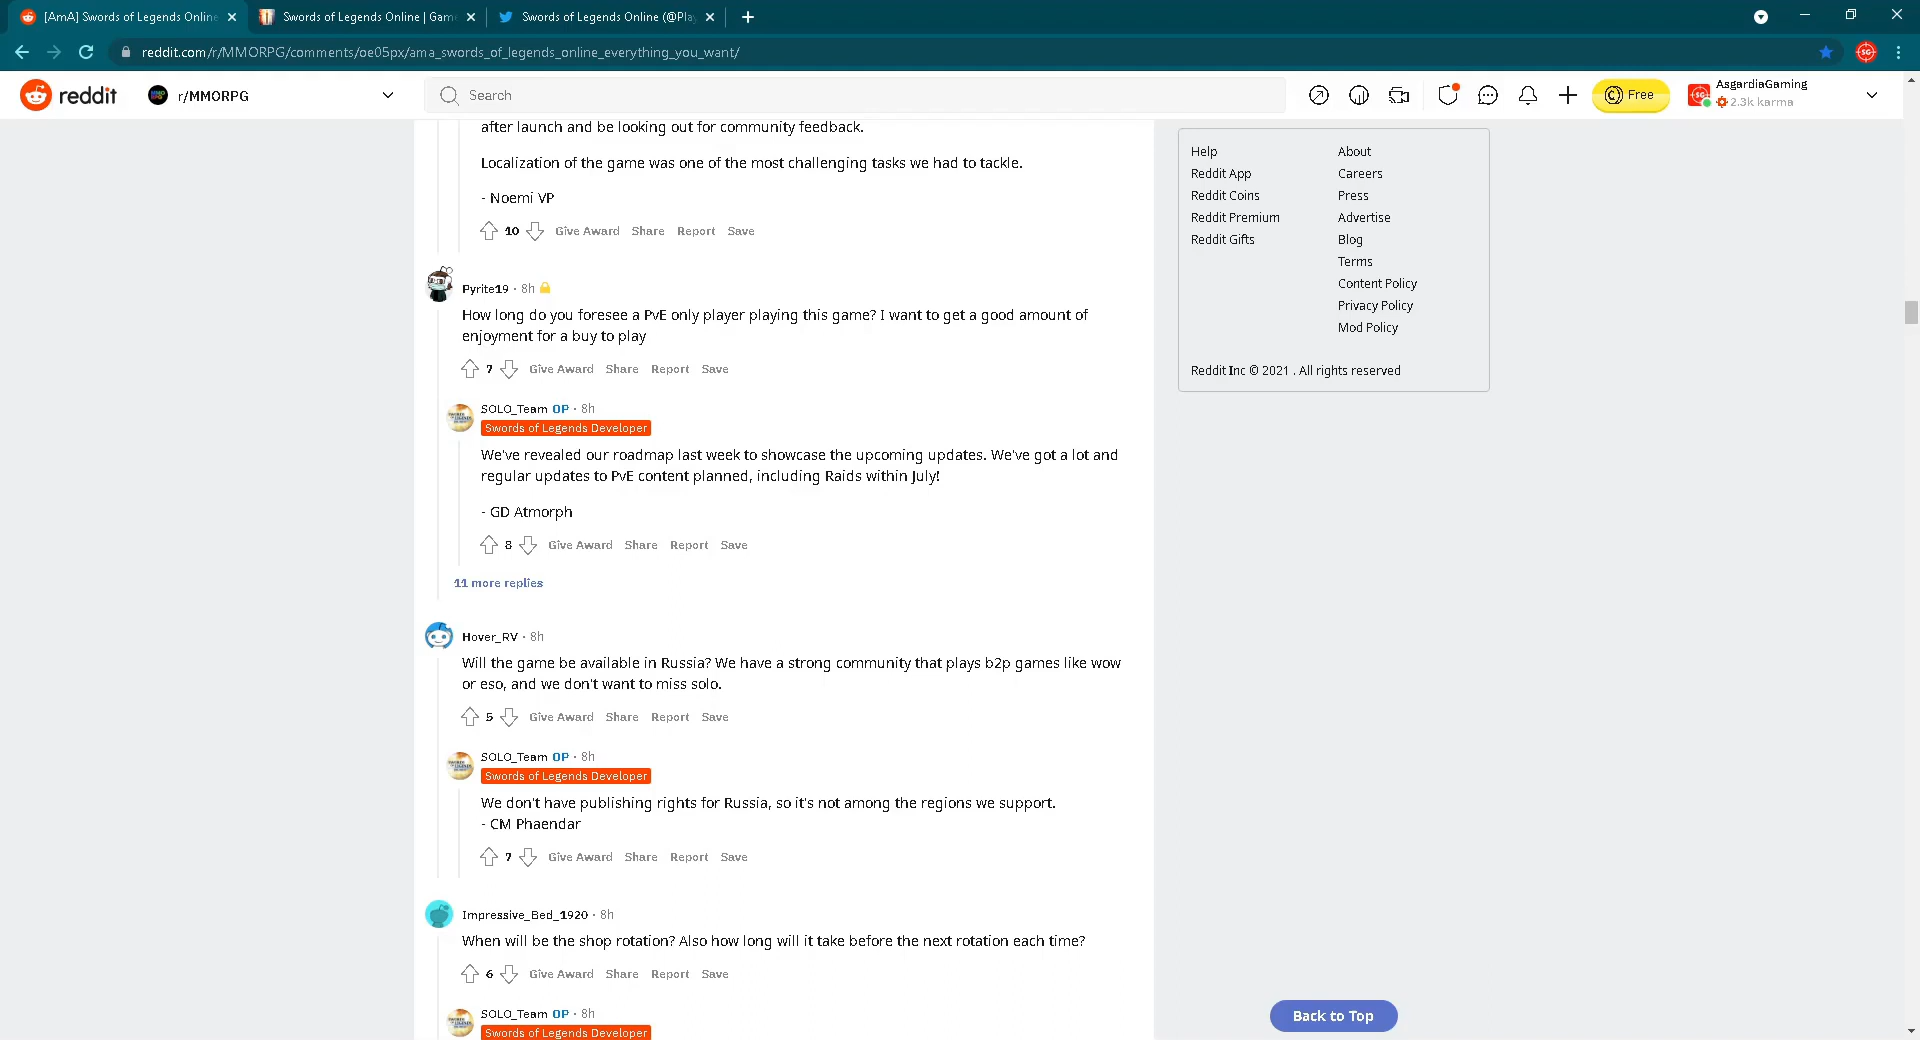 [AmA] Swords of Legends Online
Swords of Legends Online | Gam
Swords of Legends Online (@Pla
reddit.com/r/MMORPG/comments/oe05px/ama_swords_of_legends_online_everything_you_want/
reddit
r/MMORPG
Search
Free
AsgardiaGaming
2.3k karma
after launch and be looking out for community feedback.
Localization of the game was one of the most challenging tasks we had to tackle.
- Noemi VP
10 Give Award Share Report Save
Pyrite19 · 8h
How long do you foresee a PvE only player playing this game? I want to get a good amount of
enjoyment for a buy to play
7 Give Award Share Report Save
SOLO_Team OP · 8h
Swords of Legends Developer
We've revealed our roadmap last week to showcase the upcoming updates. We've got a lot and
regular updates to PvE content planned, including Raids within July!
- GD Atmorph
8 Give Award Share Report Save
11 more replies
Hover_RV · 8h
Will the game be available in Russia? We have a strong community that plays b2p games like wow
or eso, and we don't want to miss solo.
5 Give Award Share Report Save
SOLO_Team OP · 8h
Swords of Legends Developer
We don't have publishing rights for Russia, so it's not among the regions we support.
- CM Phaendar
7 Give Award Share Report Save
Impressive_Bed_1920 · 8h
When will be the shop rotation? Also how long will it take before the next rotation each time?
6 Give Award Share Report Save
SOLO_Team OP · 8h
Swords of Legends Developer
Help
Reddit App
Reddit Coins
Reddit Premium
Reddit Gifts
About
Careers
Press
Advertise
Blog
Terms
Content Policy
Privacy Policy
Mod Policy
Reddit Inc © 2021 . All rights reserved
Back to Top